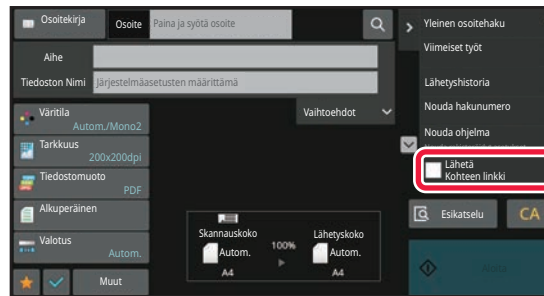 Osoitekirja
Osoite
Paina ja syötä osoite
Aihe
Tiedoston Nimi
Järjestelmäasetusten määrittämä
Väritila
Autom./Mono2
Tarkkuus
200x200dpi
Tiedostomuoto
PDF
Alkuperäinen
Valotus
Autom.
Muut
Vaihtoehdot
Skannauskoko
Autom.
A4
100%
Lähetyskoko
Autom.
A4
Yleinen osoitehaku
Viimeiset työt
Lähetyshistoria
Nouda hakunumero
Nouda ohjelma
Lähetä
Kohteen linkki
Esikatselu
CA